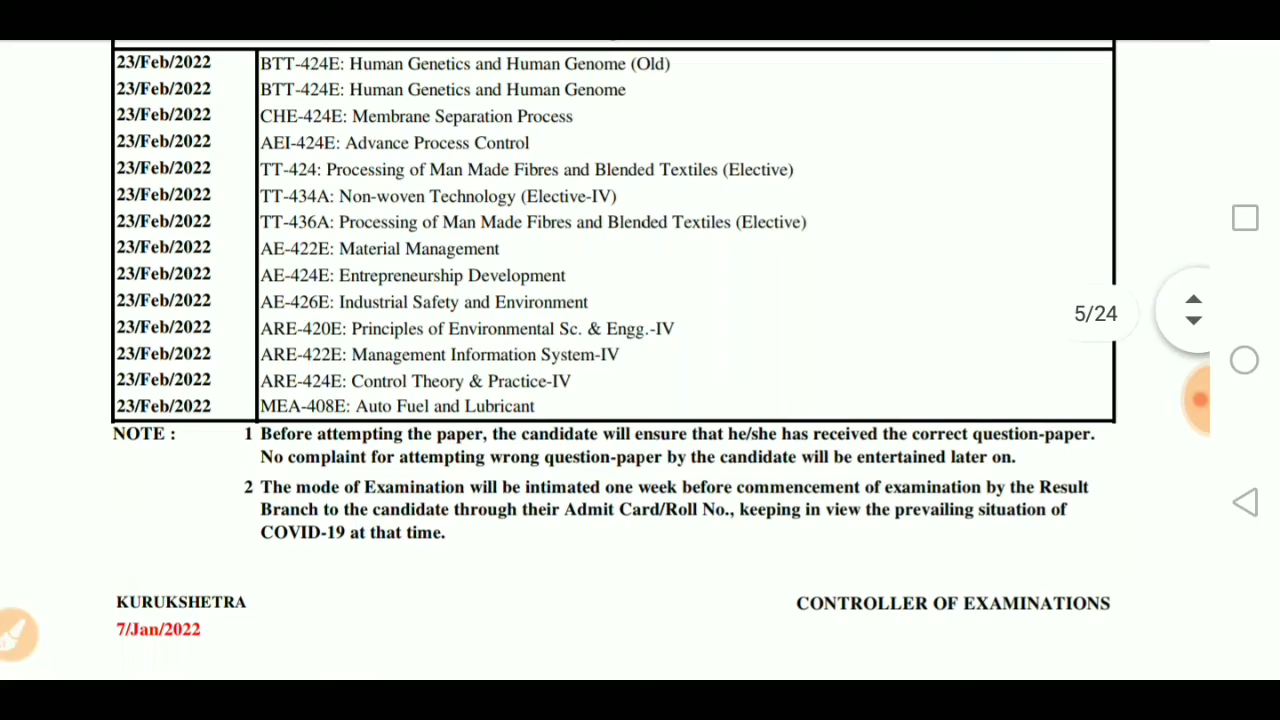 23/Feb/2022 BTT-424E: Human Genetics and Human Genome (Old)
23/Feb/2022 BTT-424E: Human Genetics and Human Genome
23/Feb/2022 CHE-424E: Membrane Separation Process
23/Feb/2022 AEI-424E: Advance Process Control
23/Feb/2022 TT-424: Processing of Man Made Fibres and Blended Textiles (Elective)
23/Feb/2022 TT-434A: Non-woven Technology (Elective-IV)
23/Feb/2022 TT-436A: Processing of Man Made Fibres and Blended Textiles (Elective)
23/Feb/2022 AE-422E: Material Management
23/Feb/2022 AE-424E: Entrepreneurship Development
23/Feb/2022 AE-426E: Industrial Safety and Environment
23/Feb/2022 ARE-420E: Principles of Environmental Sc. & Engg.-IV
5/24
23/Feb/2022 ARE-422E: Management Information System-IV
23/Feb/2022 ARE-424E: Control Theory & Practice-IV
23/Feb/2022 MEA-408E: Auto Fuel and Lubricant
NOTE : 1 Before attempting the paper, the candidate will ensure that he/she has received the correct question-paper.
No complaint for attempting wrong question-paper by the candidate will be entertained later on.
2 The mode of Examination will be intimated one week before commencement of examination by the Result
Branch to the candidate through their Admit Card/Roll No., keeping in view the prevailing situation of
COVID-19 at that time.
KURUKSHETRA CONTROLLER OF EXAMINATIONS
7/Jan/2022